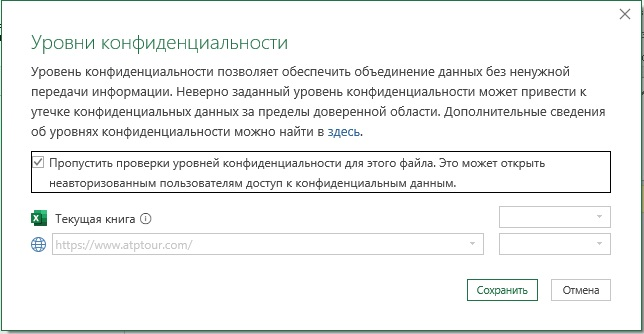 Уровни конфиденциальности
Уровень конфиденциальности позволяет обеспечить объединение данных без ненужной
передачи информации. Неверно заданный уровень конфиденциальности может привести к
утечке конфиденциальных данных за пределы доверенной области. Дополнительные сведения
об уровнях конфиденциальности можно найти в здесь.
Пропустить проверки уровней конфиденциальности для этого файла. Это может открыть
неавторизованным пользователям доступ к конфиденциальным данным.
Текущая книга
https://www.atptour.com/
Сохранить Отмена